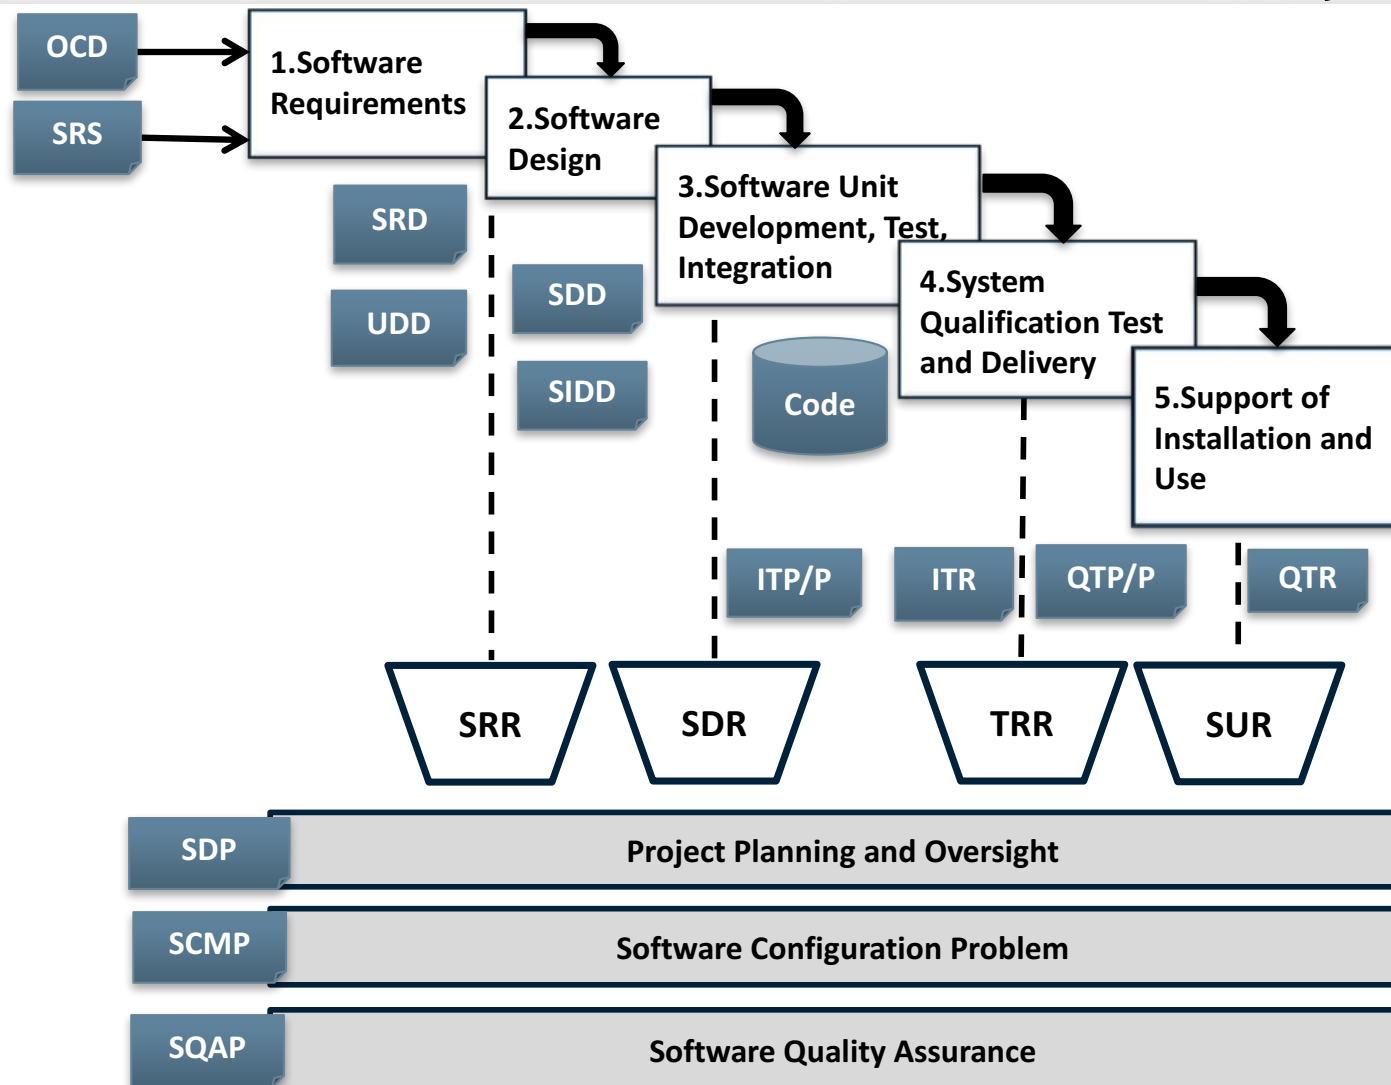 OCD
SRS
1.Software
Requirements
2.Software
Design
3.Software Unit
Development, Test,
Integration
4.System
Qualification Test
and Delivery
5.Support of
Installation and
Use
SRD
UDD
SDD
SIDD
Code
ITP/P
ITR
QTP/P
QTR
SRR
SDR
TRR
SUR
SDP
Project Planning and Oversight
SCMP
Software Configuration Problem
SQAP
Software Quality Assurance